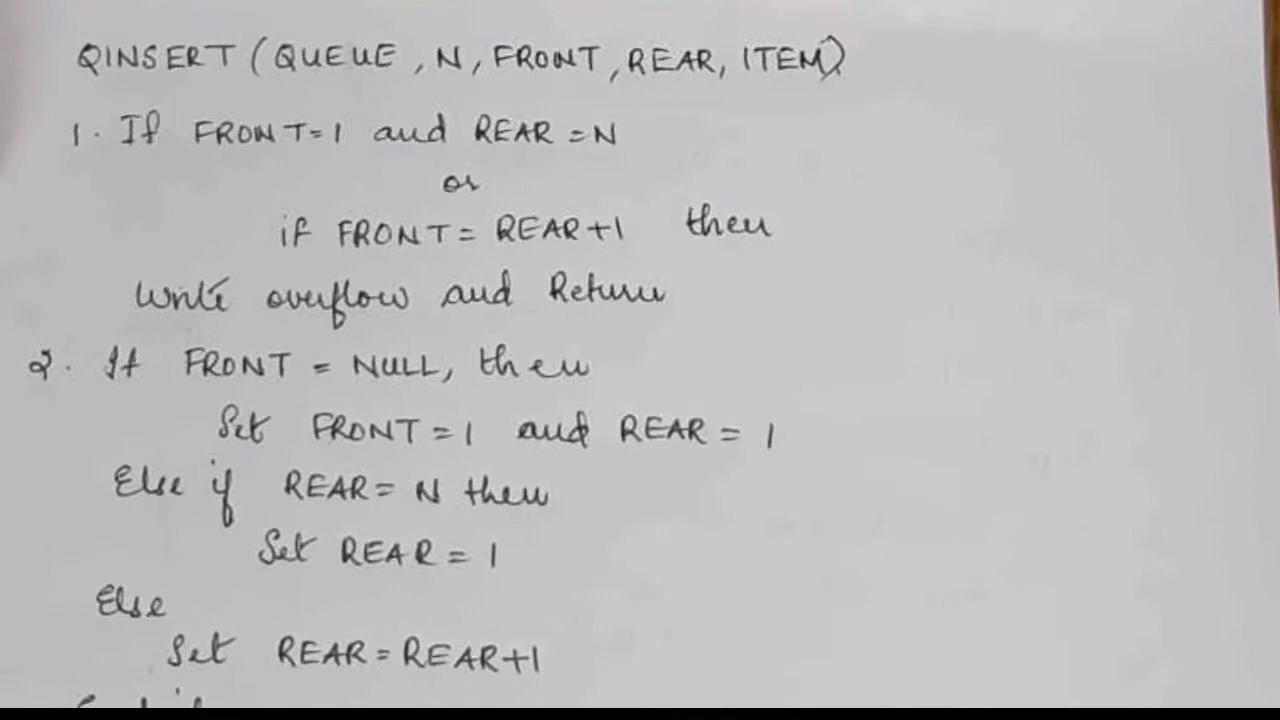 QINSERT (QUEUE, N, FRONT, REAR, ITEM)
1. If FRONT=1 and REAR=N
or
if FRONT = REAR+1 then
Write overflow and Return
2. If FRONT = NULL, then
Set FRONT=1 and REAR = 1
Else if REAR= N then
Set REAR = 1
Else
Set REAR=REAR+1